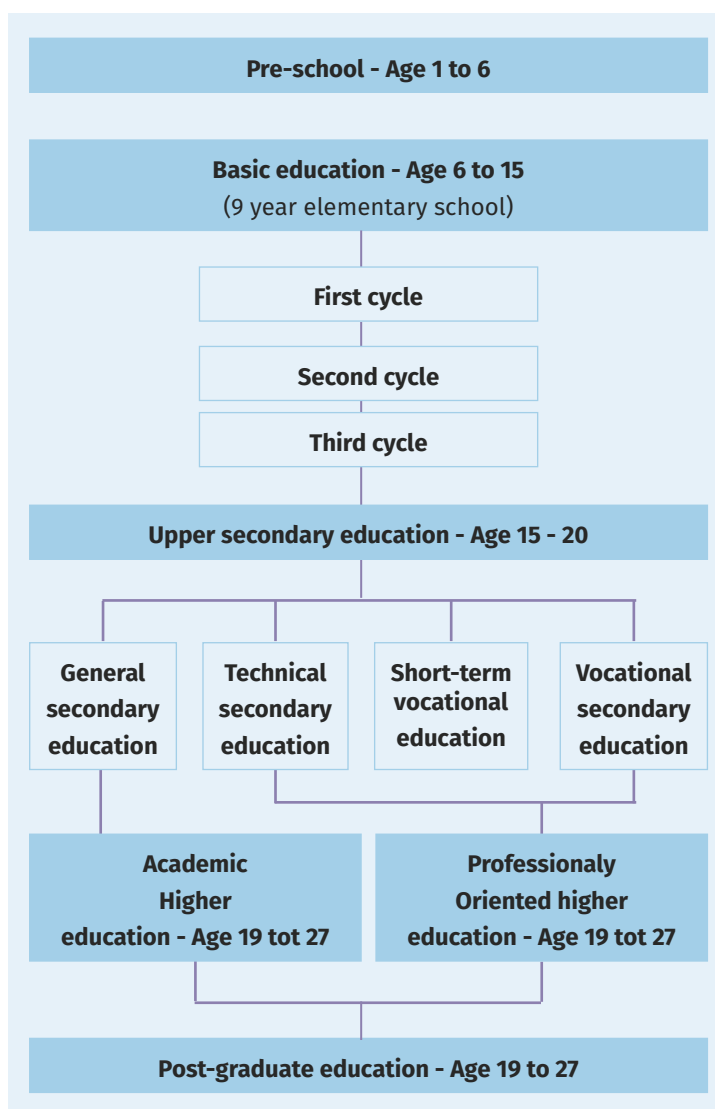 Pre-school - Age 1 to 6
Basic education - Age 6 to 15
(9 year elementary school)
First cycle
Second cycle
Third cycle
Upper secondary education - Age 15 - 20
General
secondary
education
Technical
secondary
education
Short-term
vocational
education
Vocational
secondary
education
Academic
Higher
education - Age 19 tot 27
Professionaly
Oriented higher
education - Age 19 tot 27
Post-graduate education - Age 19 to 27